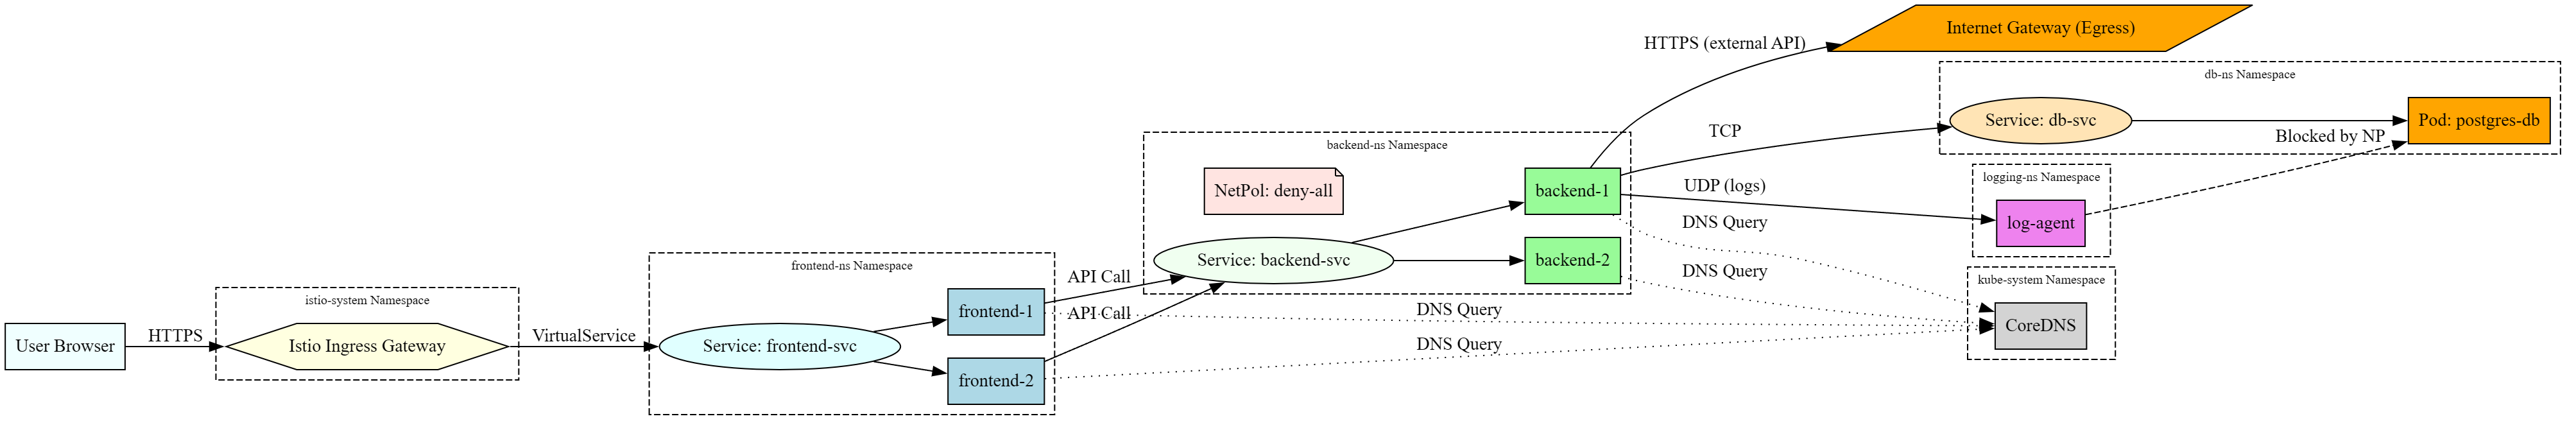 User Browser
HTTPS
istio-system Namespace
Istio Ingress Gateway
VirtualService
frontend-ns Namespace
Service: frontend-svc
frontend-1
frontend-2
API Call
API Call
backend-ns Namespace
NetPol: deny-all
Service: backend-svc
backend-1
backend-2
DNS Query
DNS Query
HTTPS (external API)
TCP
UDP (logs)
DNS Query
DNS Query
Internet Gateway (Egress)
db-ns Namespace
Service: db-svc
Blocked by NP
Pod: postgres-db
logging-ns Namespace
log-agent
kube-system Namespace
CoreDNS